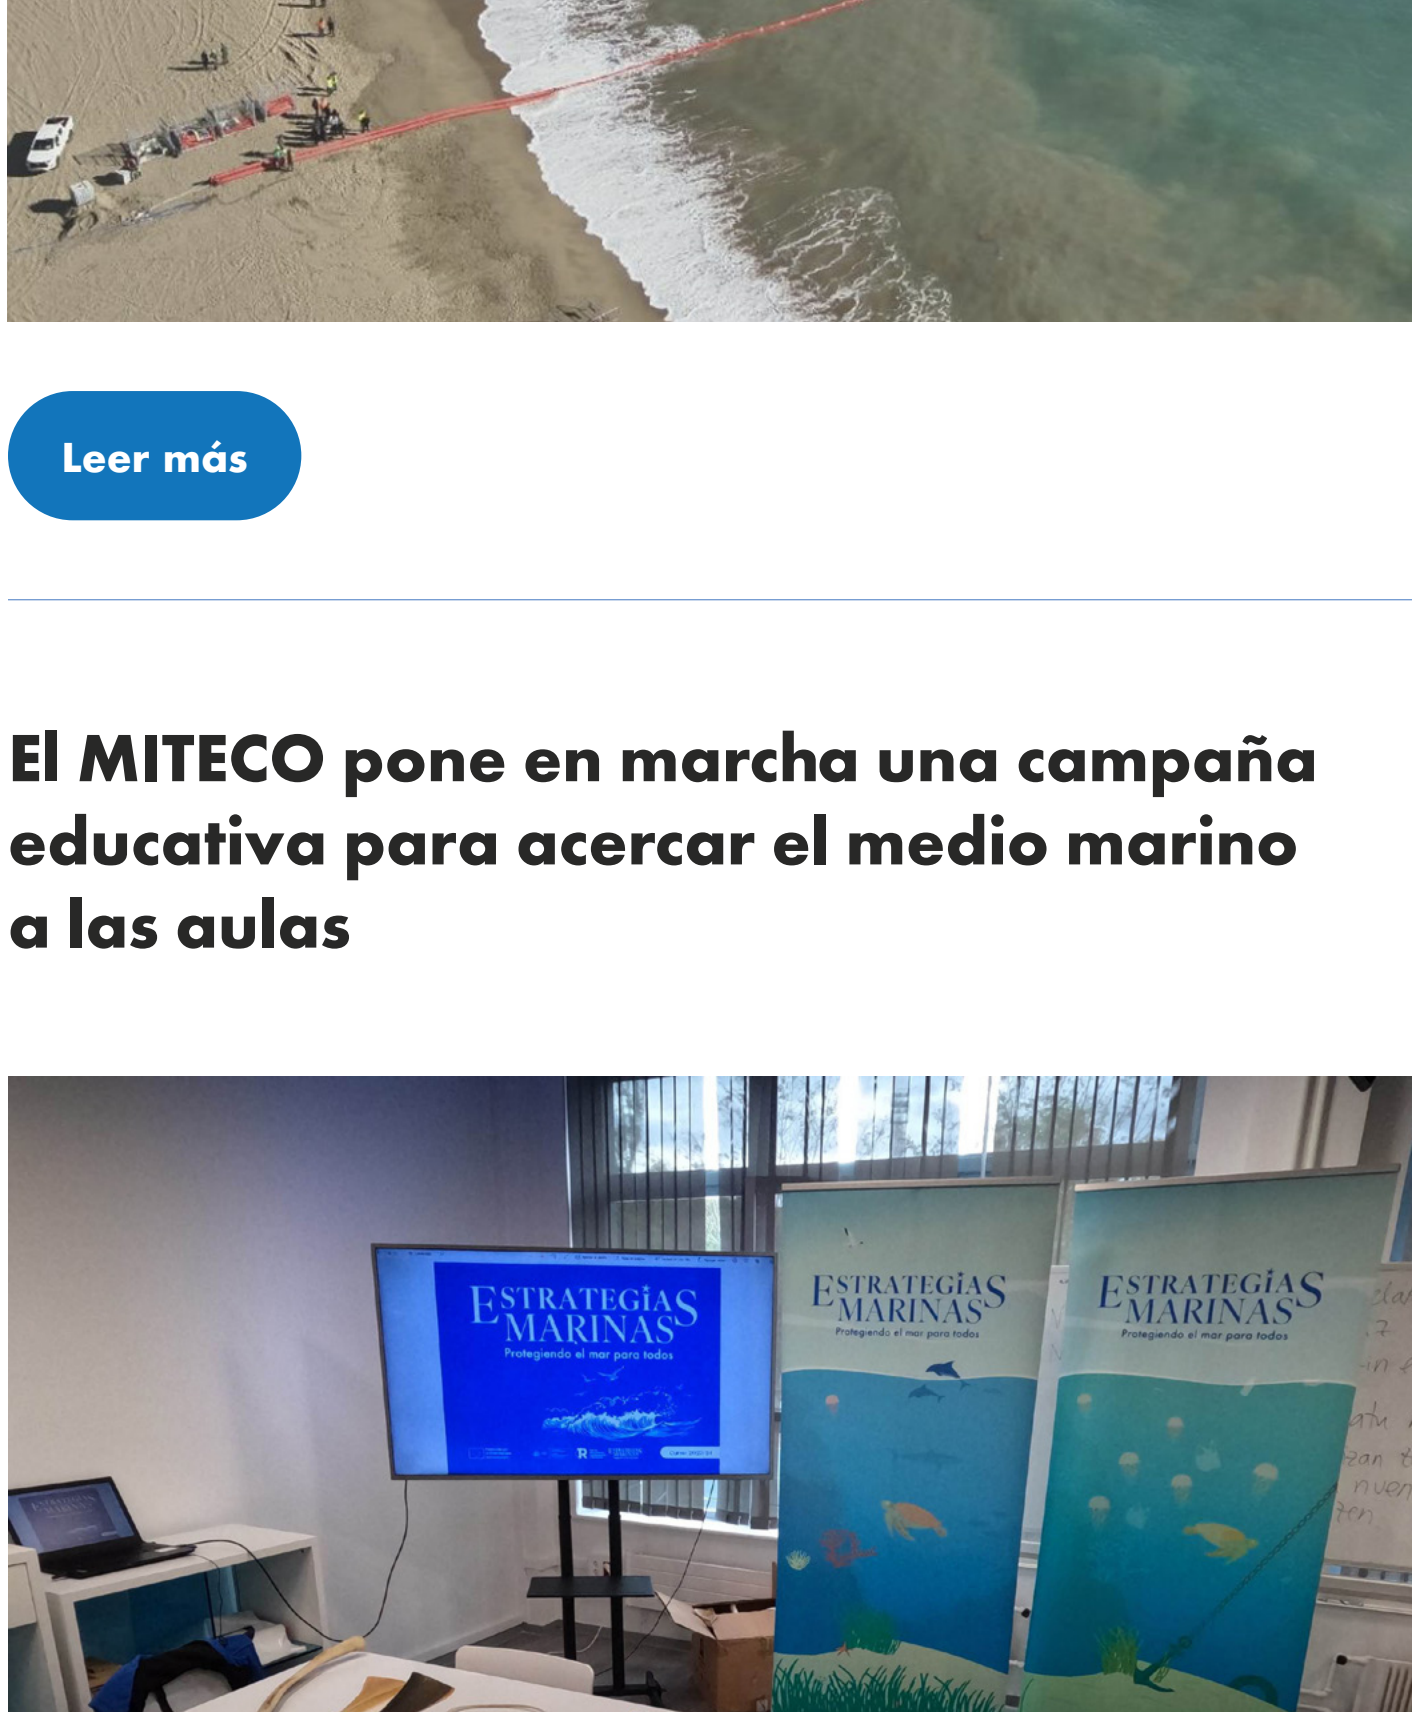 Leer más
El MITECO pone en marcha una campaña
educativa para acercar el medio marino
a las aulas
ESTRATEGIAS
MARINAS
Protegiendo el mar para todos
ESTRATEGIAS
MARINAS
Protegiendo el mar para todos
ESTRATEGIAS
MARINAS
Protegiendo el mar para todos
ESTRATEGIAS
MARINAS